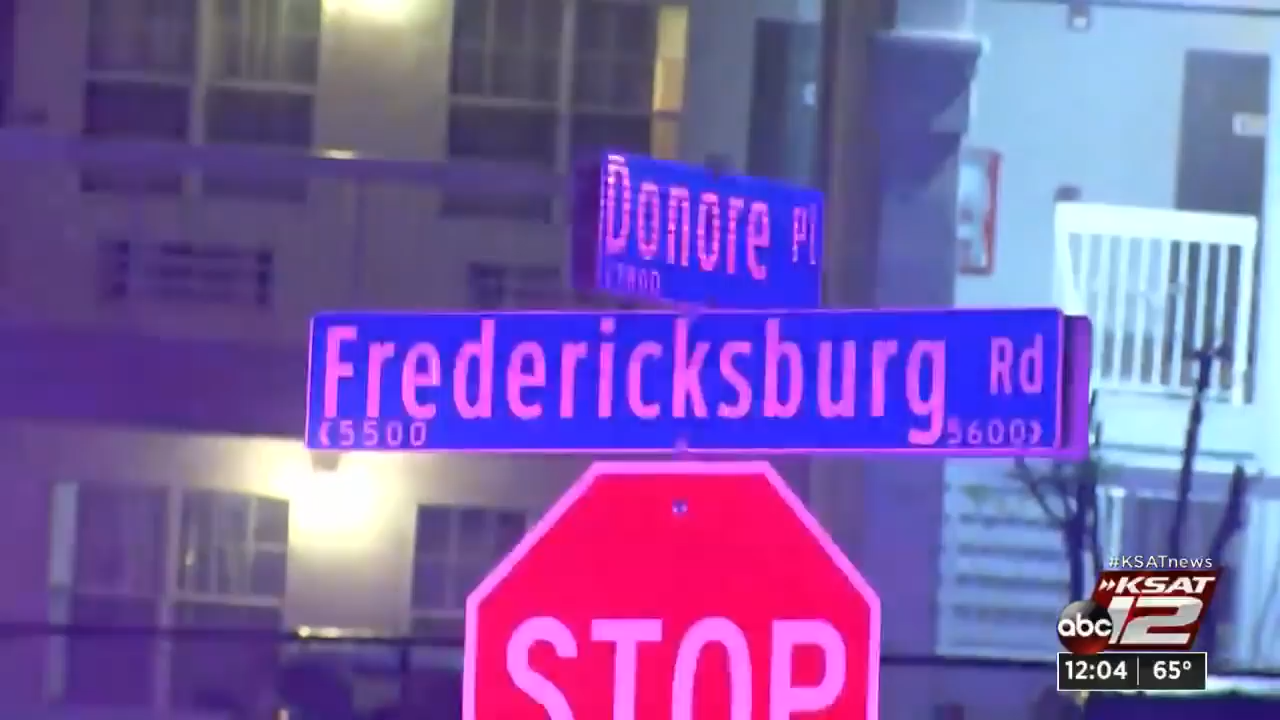 Donore Pl
Fredericksburg Rd
5500 5600
STOP
#KSATnews
KSAT
abc 12
12:04 65°